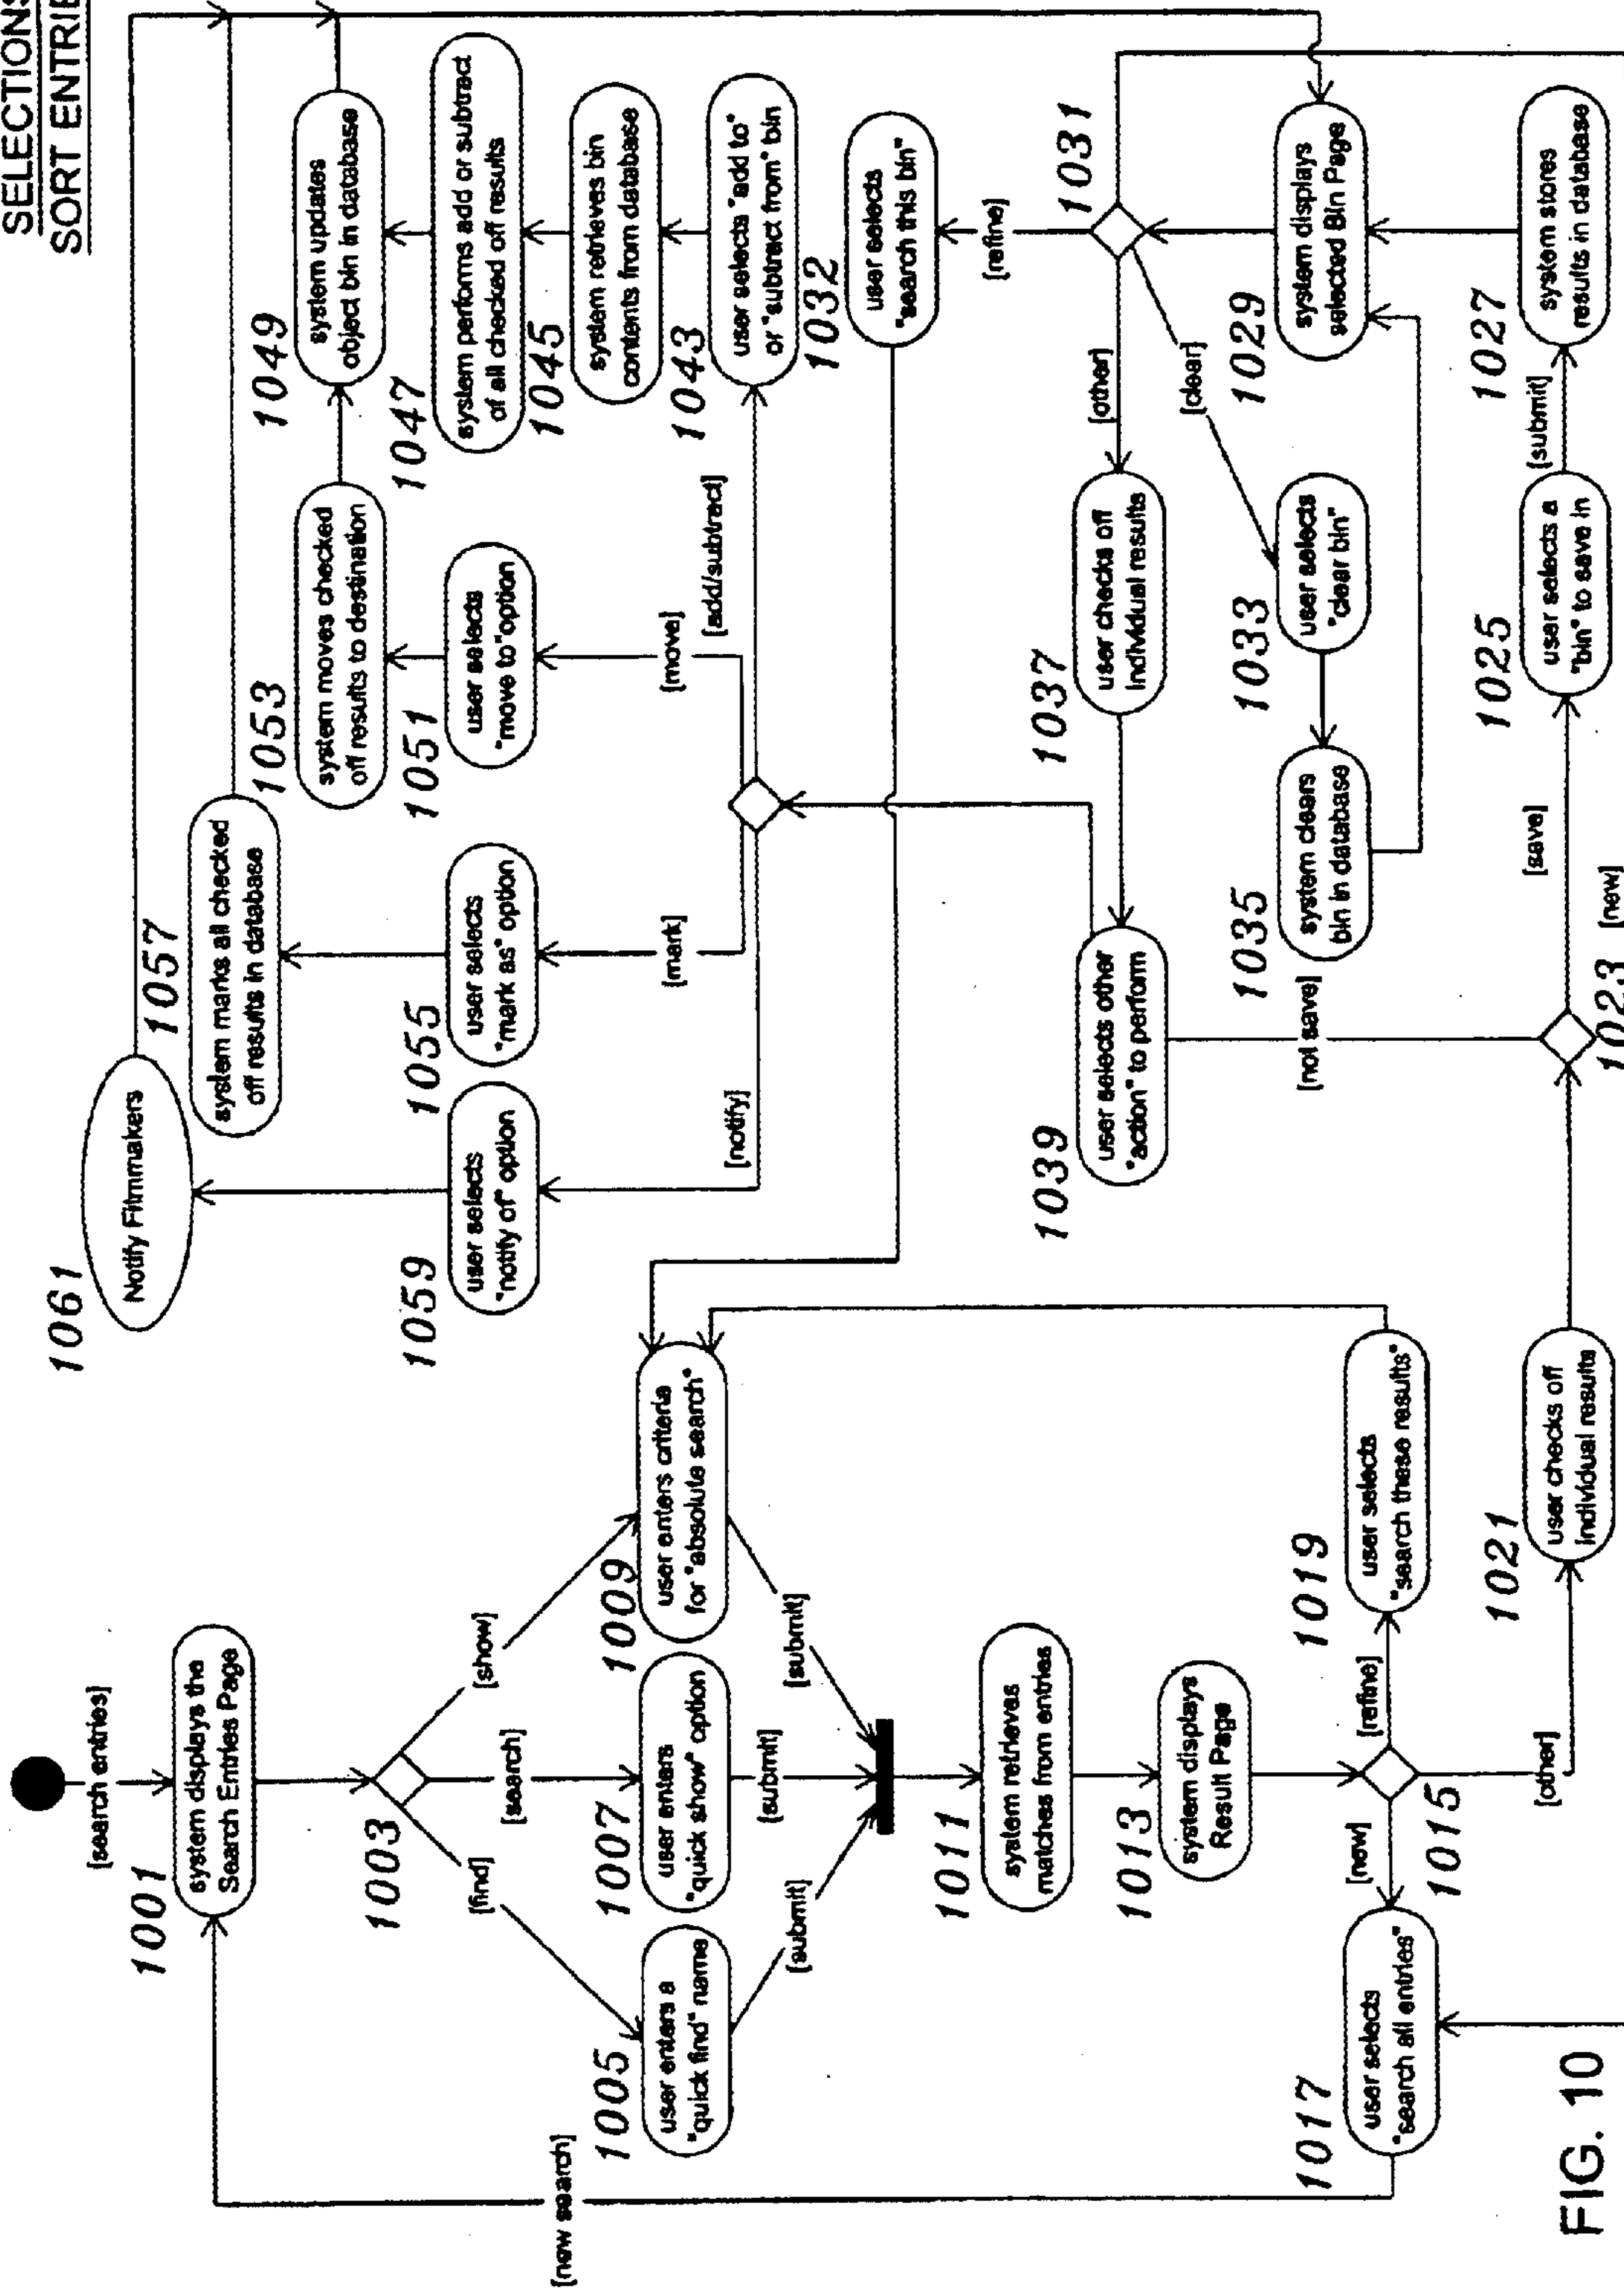 SELECTIONS
SORT ENTRIE
[search entries]
1001
system displays the
Search Entries Page
1003
[find]
[search]
[show]
1005
user enters a
"quick find" name
1007
user enters
"quick show" option
1009
user enters criteria
for "absolute search"
[submit]
[submit]
[submit]
1011
system retrieves
matches from entries
1013
system displays
Result Page
1015
[new]
[refine]
[other]
1017
user selects
"search all entries"
[new search]
1019
user selects
"search these results"
1021
user checks off
individual results
1023
[new]
[save]
[not save]
1025
user selects a
"bin" to save in
[submit]
1027
system stores
results in database
1029
system displays
selected Bin Page
1031
[refine]
[other]
[clear]
1032
user selects
"search this bin"
1033
user selects
"clear bin"
1035
system clears
bin in database
1037
user checks off
individual results
1039
user selects other
"action" to perform
[notify]
[mark]
[move]
[add/subtract]
1043
user selects "add to"
or "subtract from" bin
1045
system retrieves bin
contents from database
1047
system performs add or subtract
of all checked off results
1049
system updates
object bin in database
1051
user selects
"move to"option
1053
system moves checked
off results to destination
1055
user selects
"mark as" option
1057
system marks all checked
off results in database
1059
user selects
"notify of" option
1061
Notify Filmmakers
FIG. 10